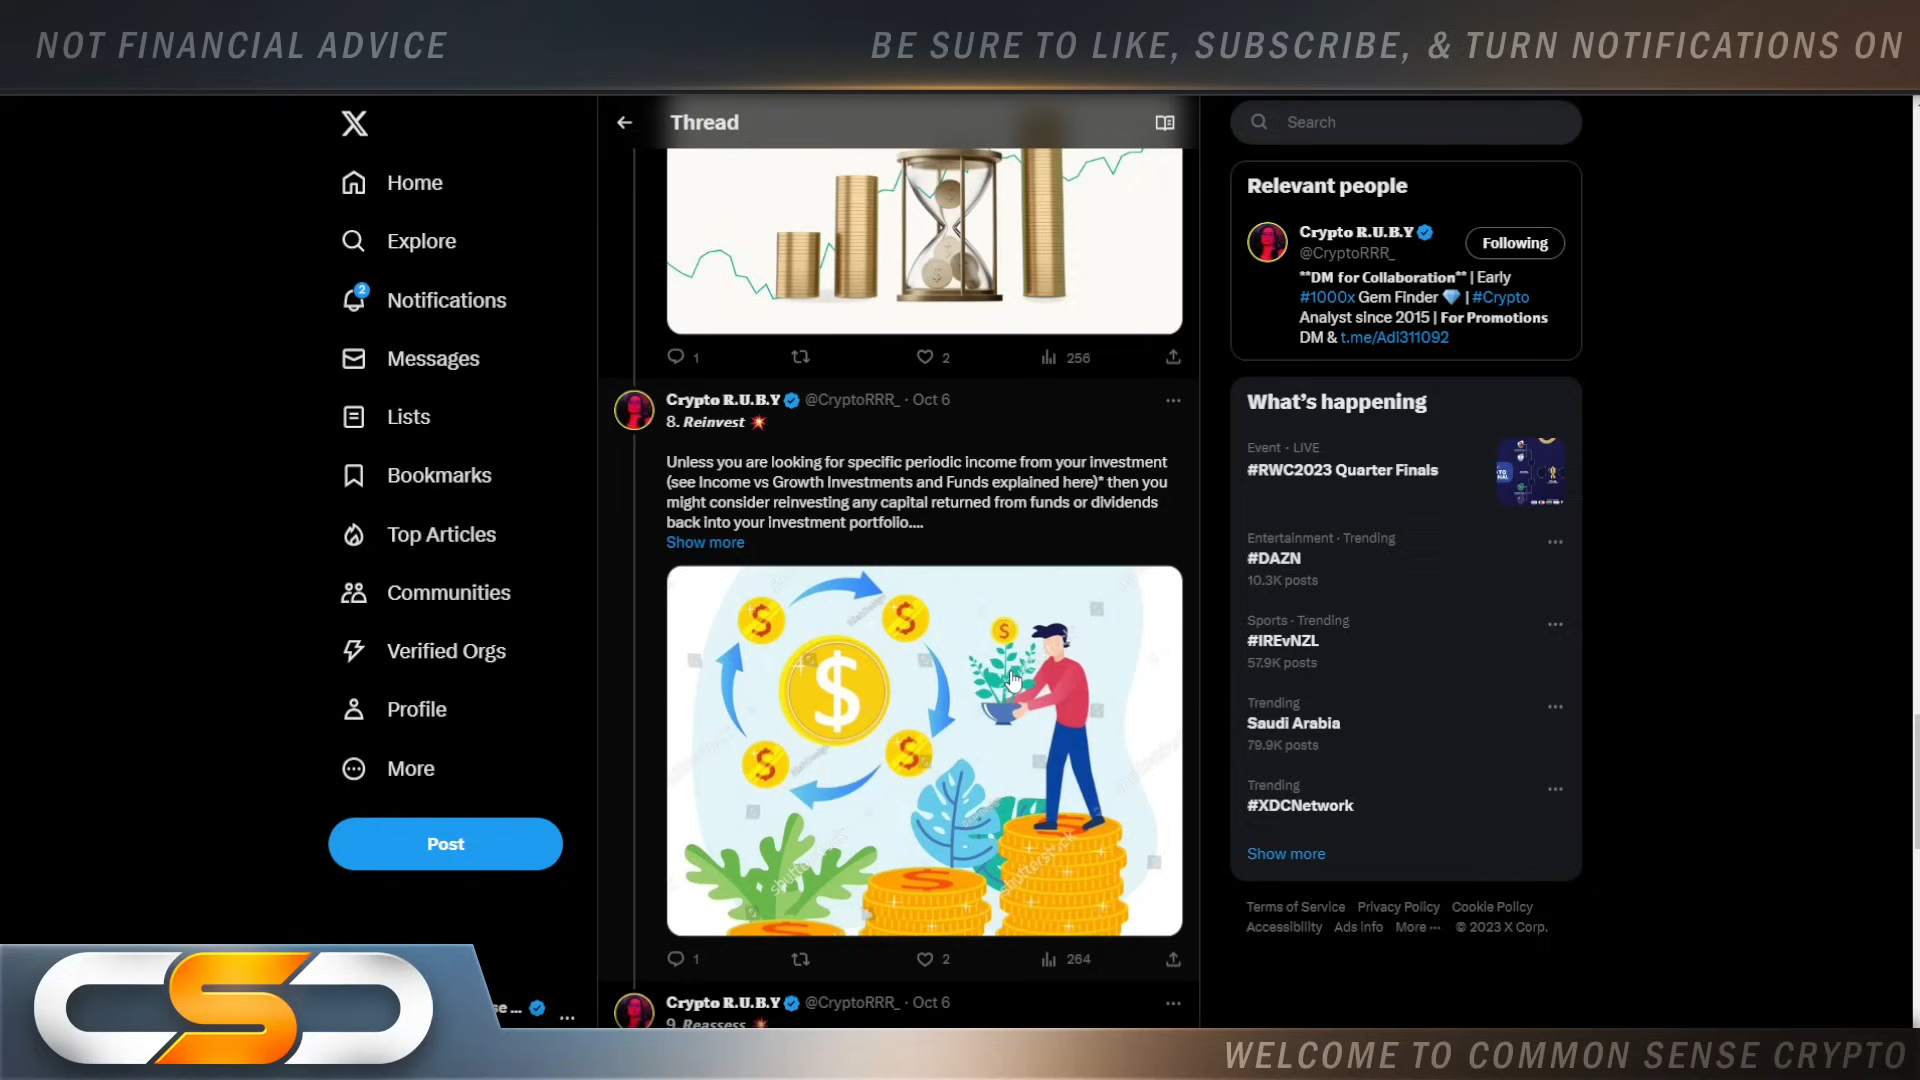 NOT FINANCIAL ADVICE
BE SURE TO LIKE, SUBSCRIBE, & TURN NOTIFICATIONS ON
Home
Explore
2
Notifications
Messages
Lists
Bookmarks
Top Articles
Communities
Verified Orgs
Profile
More
Post
se ...
Thread
1
2
256
Crypto R.U.B.Y @CryptoRRR_ · Oct 6
8. Reinvest 💥
Unless you are looking for specific periodic income from your investment
(see Income vs Growth Investments and Funds explained here)* then you
might consider reinvesting any capital returned from funds or dividends
back into your investment portfolio....
Show more
shutterstock
shutterstock
1
2
264
Crypto R.U.B.Y @CryptoRRR_ · Oct 6
9. Reassess 💥
Search
Relevant people
Crypto R.U.B.Y
@CryptoRRR_
Following
**DM for Collaboration** | Early
#1000x Gem Finder 💎 | #Crypto
Analyst since 2015 | For Promotions
DM & t.me/Adi311092
What's happening
Event · LIVE
#RWC2023 Quarter Finals
Entertainment · Trending
#DAZN
10.3K posts
Sports · Trending
#IREvNZL
57.9K posts
Trending
Saudi Arabia
79.9K posts
Trending
#XDCNetwork
Show more
Terms of Service Privacy Policy Cookie Policy
Accessibility Ads info More ··· © 2023 X Corp.
CSC
WELCOME TO COMMON SENSE CRYPTO